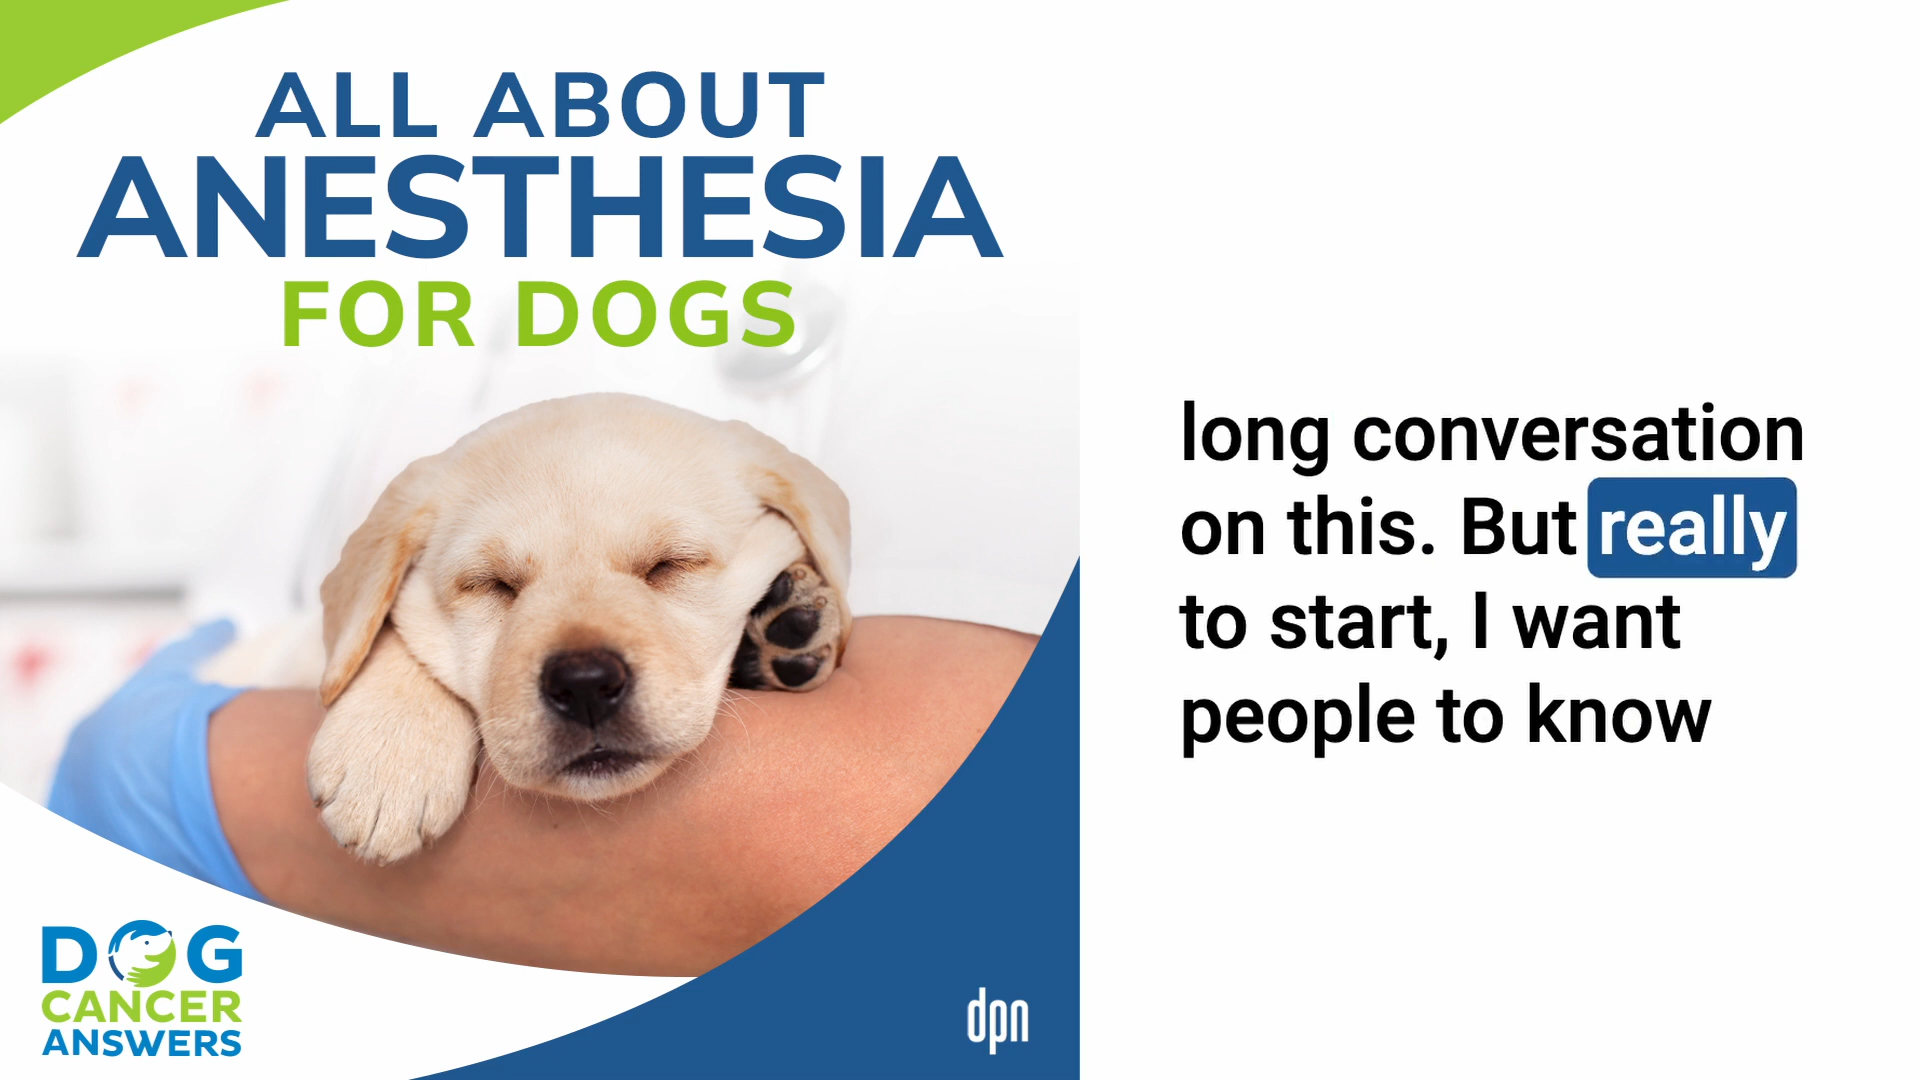 ALL ABOUT
ANESTHESIA
FOR DOGS
long conversation
on this. But really
to start, I want
people to know
DOG
CANCER
ANSWERS
dpn